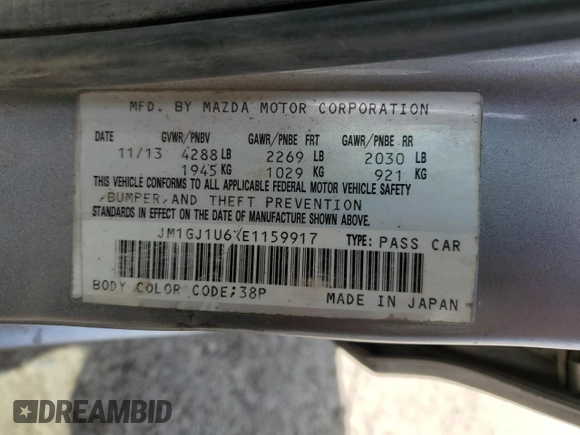 MFD. BY MAZDA MOTOR CORPORATION
DATE GVWR/PNBV GAWR/PNBE FRT GAWR/PNBE RR
11/13 4288 LB 2269 LB 2030 LB
1945 KG 1029 KG 921 KG
THIS VEHICLE CONFORMS TO ALL APPLICABLE FEDERAL MOTOR VEHICLE SAFETY
,BUMPER,AND THEFT PREVENTION
STANDARDS IN EFFECT ON THE DATE OF MANUFACTURE SHOWN ABOVE.
TYPE: PASS CAR
BODY COLOR CODE;38P MADE IN JAPAN
DREAMBID